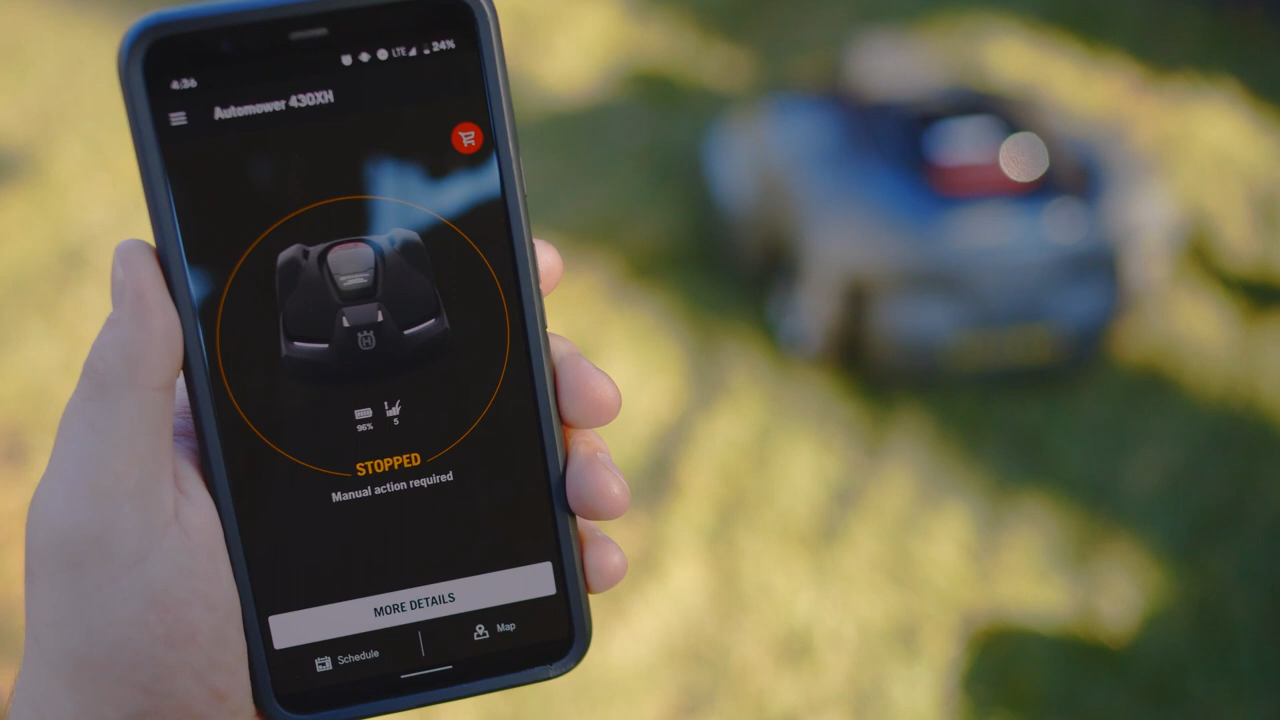 LTE 24%
4:36
Automower 430XH
96% 5
STOPPED
Manual action required
MORE DETAILS
Schedule
Map